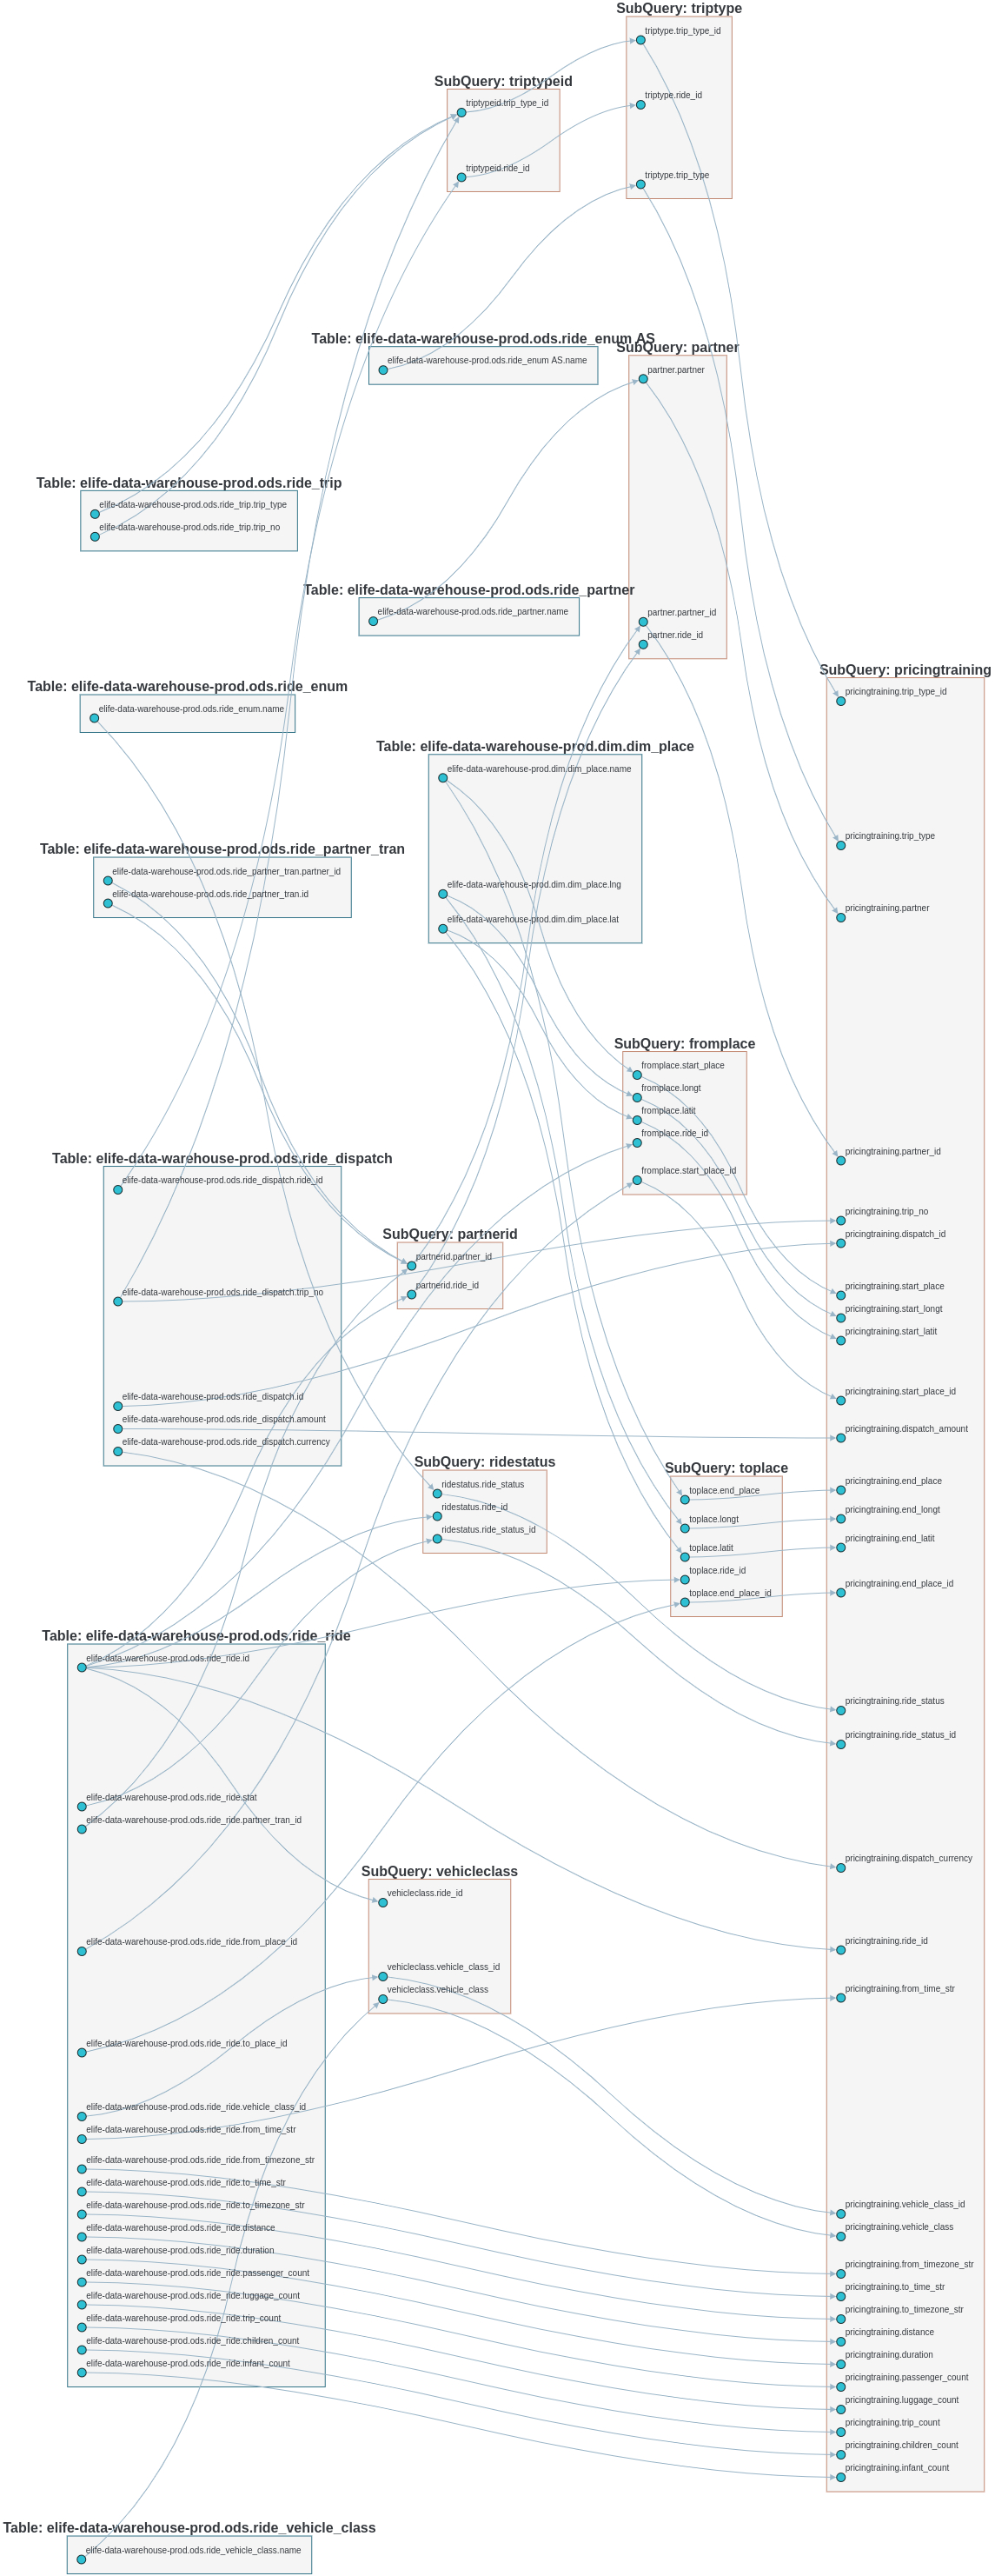 SubQuery: triptype
triptype.trip_type_id
triptype.ride_id
triptype.trip_type
SubQuery: triptypeid
triptypeid.trip_type_id
triptypeid.ride_id
Table: elife-data-warehouse-prod.ods.ride_enum AS
elife-data-warehouse-prod.ods.ride_enum AS.name
SubQuery: partner
partner.partner
partner.partner_id
partner.ride_id
Table: elife-data-warehouse-prod.ods.ride_trip
elife-data-warehouse-prod.ods.ride_trip.trip_type
elife-data-warehouse-prod.ods.ride_trip.trip_no
Table: elife-data-warehouse-prod.ods.ride_partner
elife-data-warehouse-prod.ods.ride_partner.name
Table: elife-data-warehouse-prod.ods.ride_enum
elife-data-warehouse-prod.ods.ride_enum.name
Table: elife-data-warehouse-prod.dim.dim_place
elife-data-warehouse-prod.dim.dim_place.name
elife-data-warehouse-prod.dim.dim_place.lng
elife-data-warehouse-prod.dim.dim_place.lat
Table: elife-data-warehouse-prod.ods.ride_partner_tran
elife-data-warehouse-prod.ods.ride_partner_tran.partner_id
elife-data-warehouse-prod.ods.ride_partner_tran.id
SubQuery: fromplace
fromplace.start_place
fromplace.longt
fromplace.latit
fromplace.ride_id
fromplace.start_place_id
Table: elife-data-warehouse-prod.ods.ride_dispatch
elife-data-warehouse-prod.ods.ride_dispatch.ride_id
elife-data-warehouse-prod.ods.ride_dispatch.trip_no
elife-data-warehouse-prod.ods.ride_dispatch.id
elife-data-warehouse-prod.ods.ride_dispatch.amount
elife-data-warehouse-prod.ods.ride_dispatch.currency
SubQuery: partnerid
partnerid.partner_id
partnerid.ride_id
SubQuery: ridestatus
ridestatus.ride_status
ridestatus.ride_id
ridestatus.ride_status_id
SubQuery: toplace
toplace.end_place
toplace.longt
toplace.latit
toplace.ride_id
toplace.end_place_id
Table: elife-data-warehouse-prod.ods.ride_ride
elife-data-warehouse-prod.ods.ride_ride.id
elife-data-warehouse-prod.ods.ride_ride.stat
elife-data-warehouse-prod.ods.ride_ride.partner_tran_id
elife-data-warehouse-prod.ods.ride_ride.from_place_id
elife-data-warehouse-prod.ods.ride_ride.to_place_id
elife-data-warehouse-prod.ods.ride_ride.vehicle_class_id
elife-data-warehouse-prod.ods.ride_ride.from_time_str
elife-data-warehouse-prod.ods.ride_ride.from_timezone_str
elife-data-warehouse-prod.ods.ride_ride.to_time_str
elife-data-warehouse-prod.ods.ride_ride.to_timezone_str
elife-data-warehouse-prod.ods.ride_ride.distance
elife-data-warehouse-prod.ods.ride_ride.duration
elife-data-warehouse-prod.ods.ride_ride.passenger_count
elife-data-warehouse-prod.ods.ride_ride.luggage_count
elife-data-warehouse-prod.ods.ride_ride.trip_count
elife-data-warehouse-prod.ods.ride_ride.children_count
elife-data-warehouse-prod.ods.ride_ride.infant_count
SubQuery: vehicleclass
vehicleclass.ride_id
vehicleclass.vehicle_class_id
vehicleclass.vehicle_class
Table: elife-data-warehouse-prod.ods.ride_vehicle_class
elife-data-warehouse-prod.ods.ride_vehicle_class.name
SubQuery: pricingtraining
pricingtraining.trip_type_id
pricingtraining.trip_type
pricingtraining.partner
pricingtraining.partner_id
pricingtraining.trip_no
pricingtraining.dispatch_id
pricingtraining.start_place
pricingtraining.start_longt
pricingtraining.start_latit
pricingtraining.start_place_id
pricingtraining.dispatch_amount
pricingtraining.end_place
pricingtraining.end_longt
pricingtraining.end_latit
pricingtraining.end_place_id
pricingtraining.ride_status
pricingtraining.ride_status_id
pricingtraining.dispatch_currency
pricingtraining.ride_id
pricingtraining.from_time_str
pricingtraining.vehicle_class_id
pricingtraining.vehicle_class
pricingtraining.from_timezone_str
pricingtraining.to_time_str
pricingtraining.to_timezone_str
pricingtraining.distance
pricingtraining.duration
pricingtraining.passenger_count
pricingtraining.luggage_count
pricingtraining.trip_count
pricingtraining.children_count
pricingtraining.infant_count